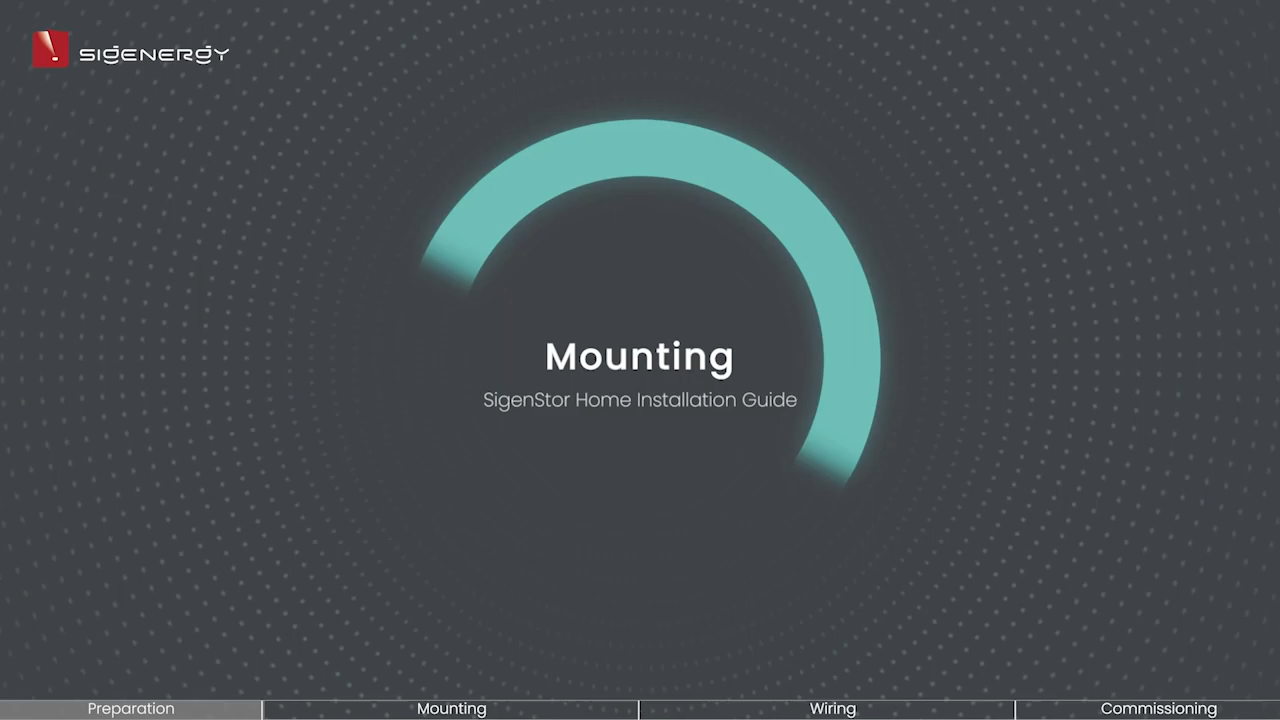 SIGENERGY
Mounting
SigenStor Home Installation Guide
Preparation
Mounting
Wiring
Commissioning